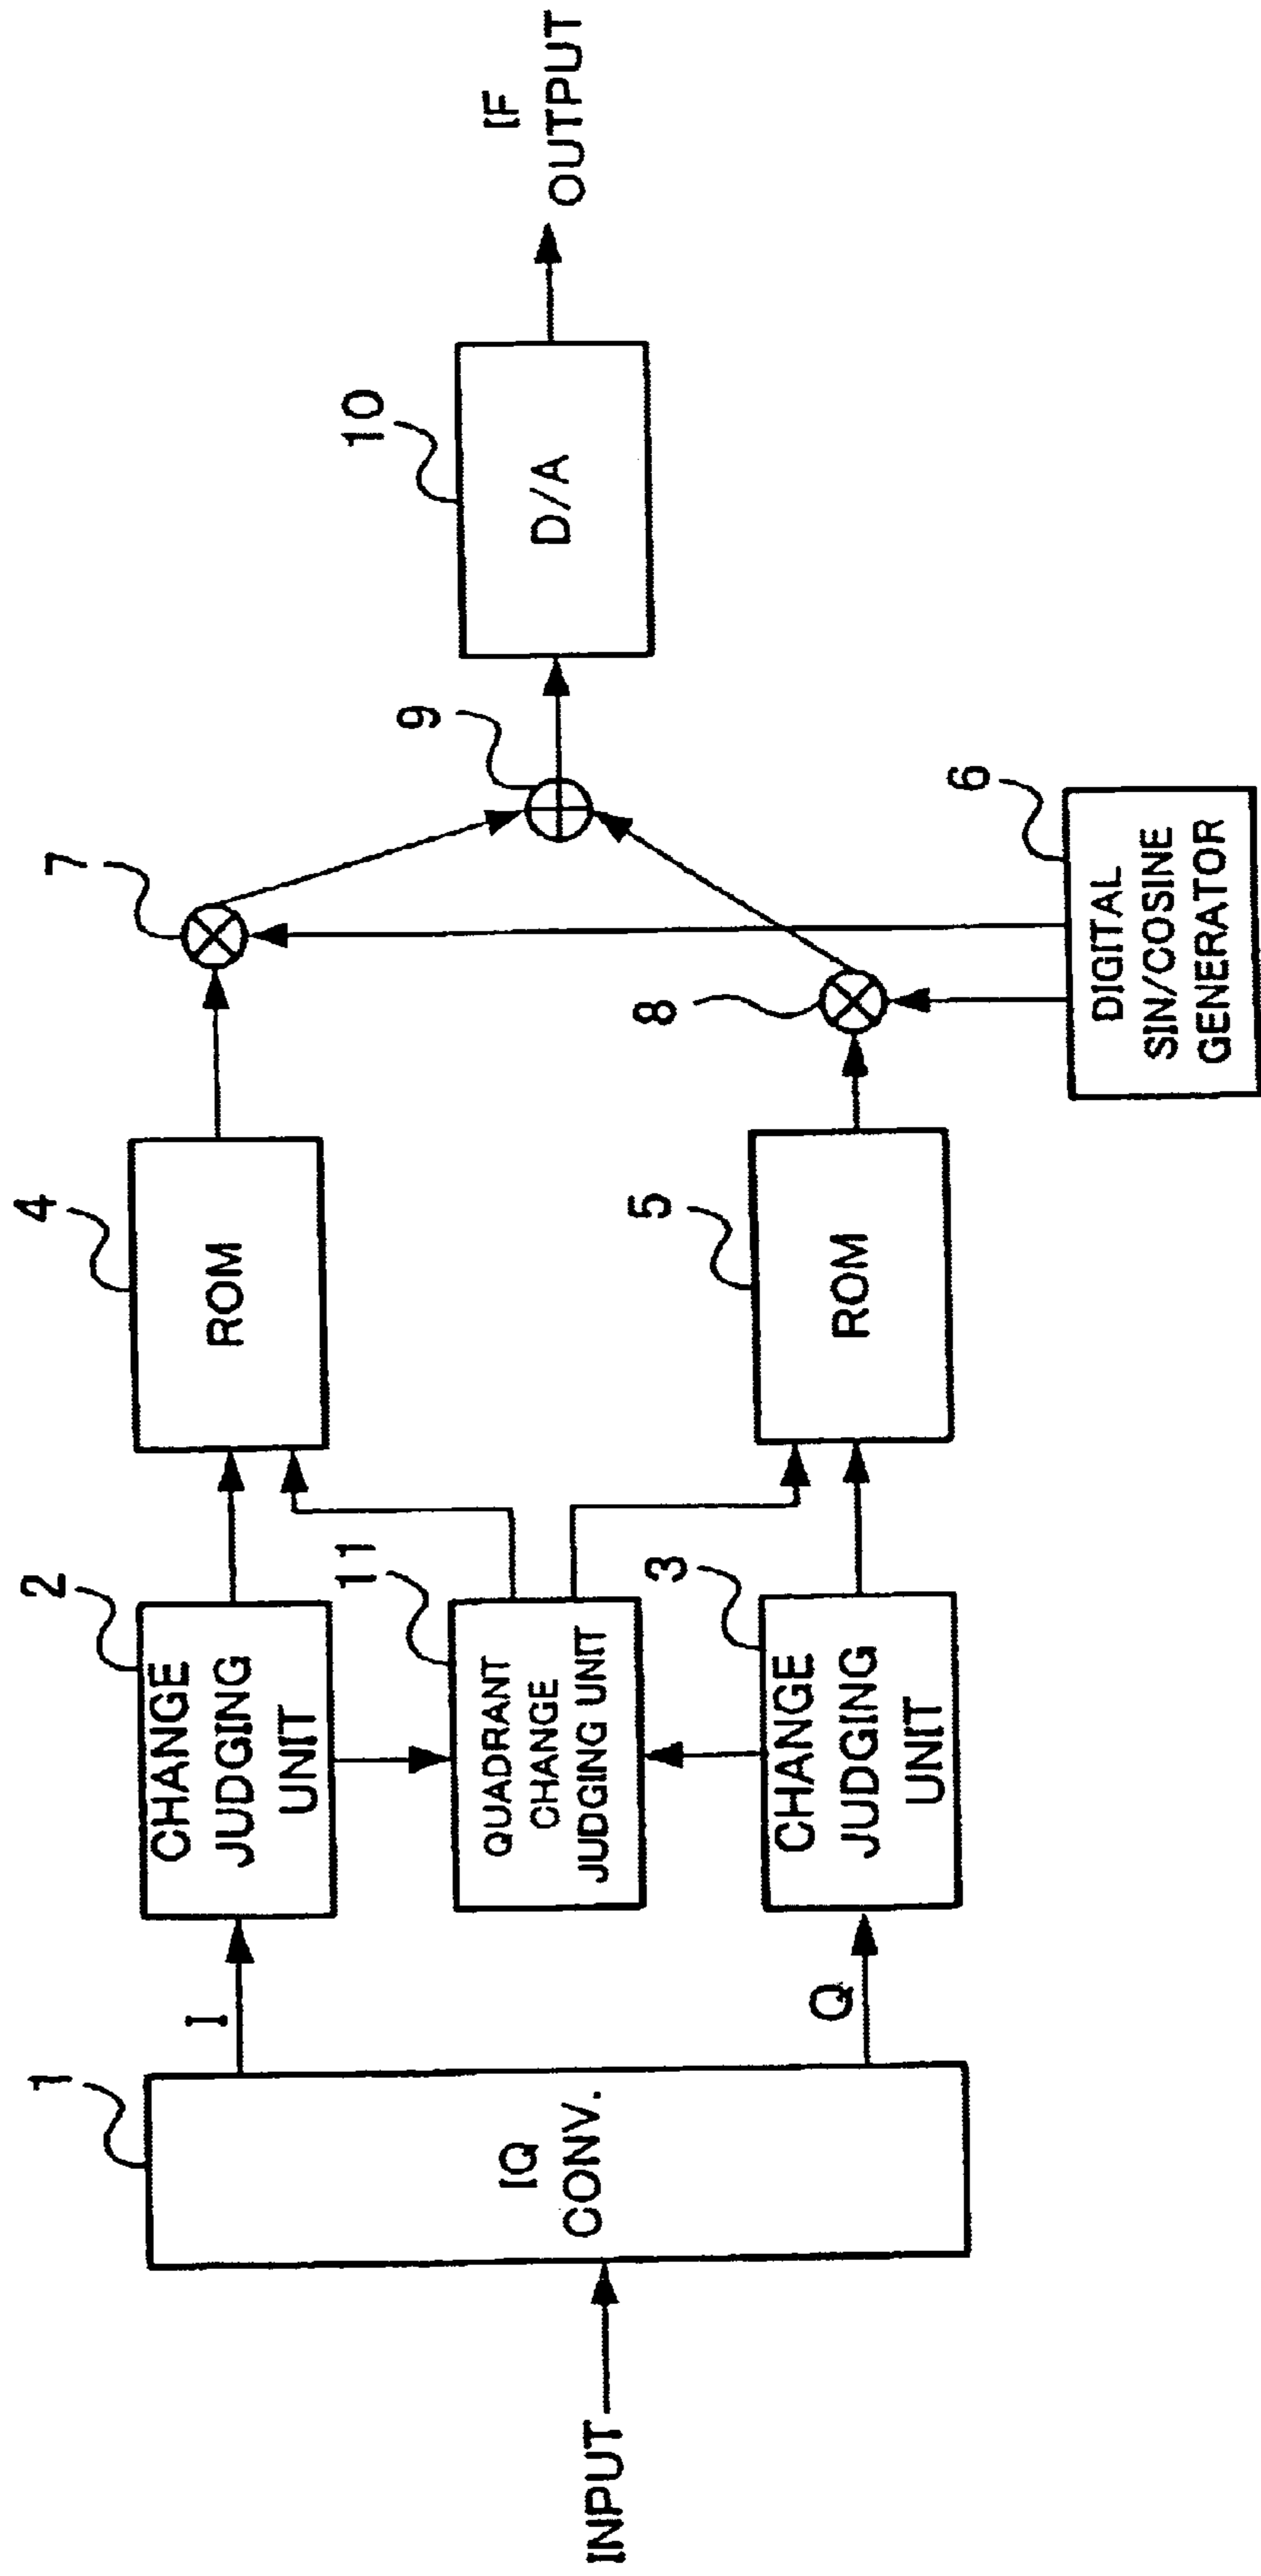 INPUT
1
IQ
CONV.
I
Q
2
CHANGE
JUDGING
UNIT
11
QUADRANT
CHANGE
JUDGING UNIT
3
CHANGE
JUDGING
UNIT
4
ROM
5
ROM
7
8
6
DIGITAL
SIN/COSINE
GENERATOR
9
10
D/A
IF
OUTPUT